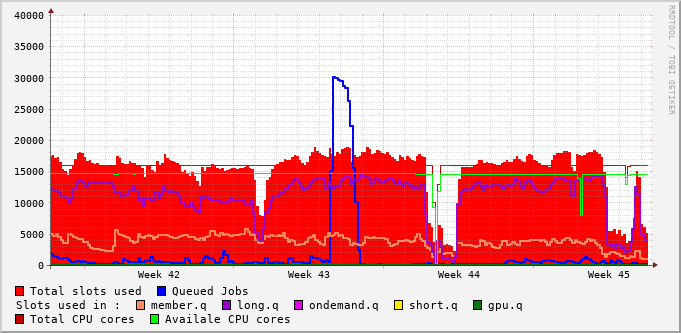 40000
35000
30000
25000
20000
15000
10000
5000
0
Week 42 Week 43 Week 44 Week 45
RRDTOOL / TOBI OETIKER
Total slots used Queued Jobs
Slots used in : member.q long.q ondemand.q short.q gpu.q
Total CPU cores Availale CPU cores